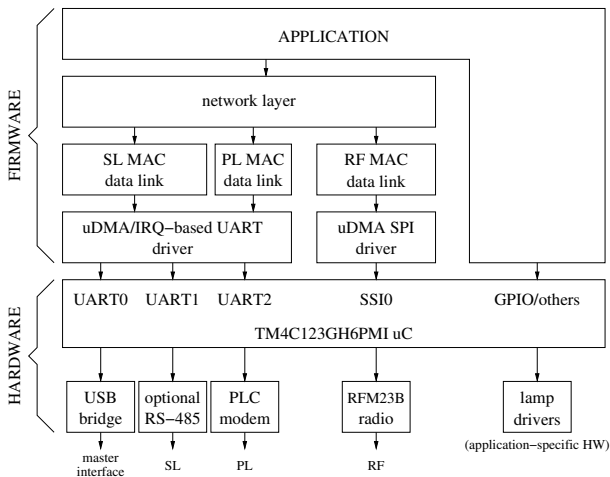 APPLICATION
network layer
SL MAC
data link
PL MAC
data link
RF MAC
data link
uDMA/IRQ−based UART
driver
uDMA SPI
driver
FIRMWARE
UART0 UART1 UART2 SSI0 GPIO/others
TM4C123GH6PMI uC
HARDWARE
USB
bridge
optional
RS−485
PLC
modem
RFM23B
radio
lamp
drivers
(application−specific HW)
master
interface
SL
PL
RF